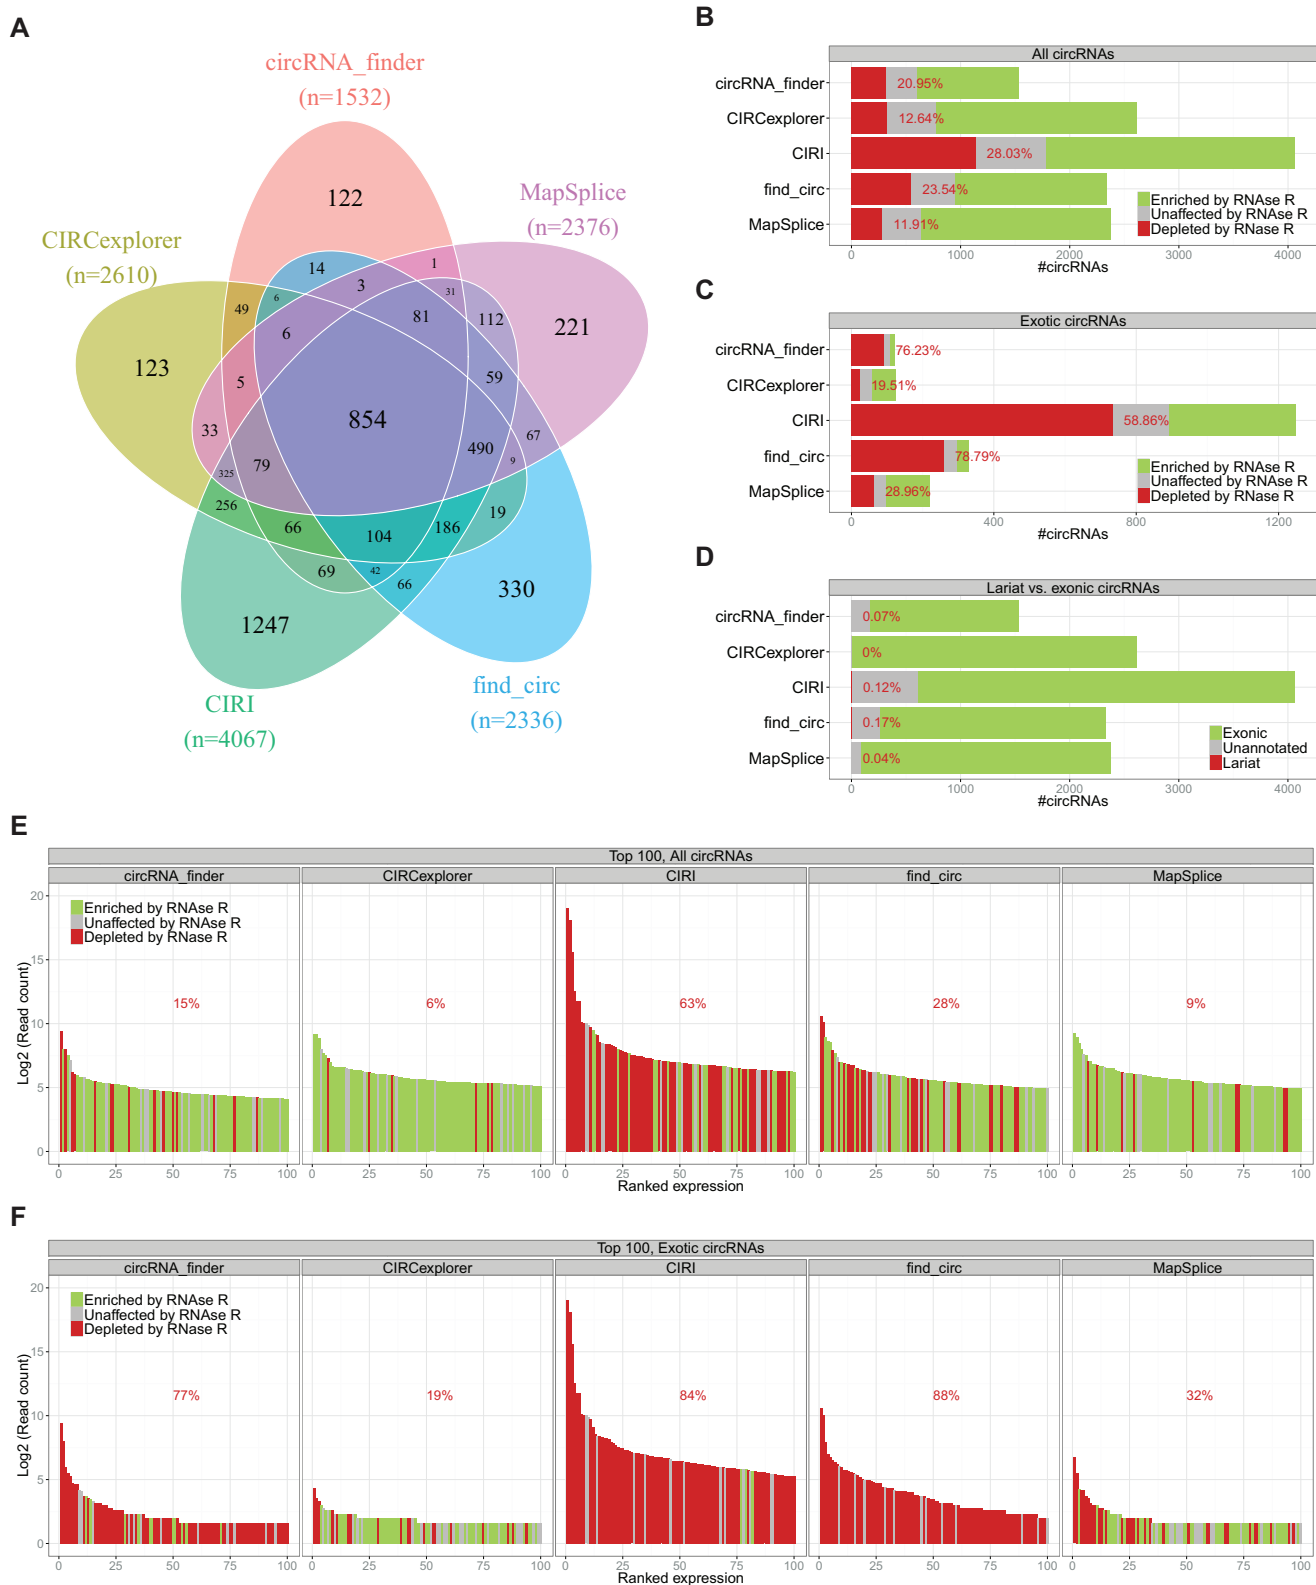 A
circRNA_finder
(n=1532)
MapSplice
(n=2376)
CIRCexplorer
(n=2610)
CIRI
(n=4067)
find_circ
(n=2336)
122
14
3
1
31
6
49
6
81
112
221
123
5
59
33
854
67
490
9
325
79
256
66
104
186
19
69
42
66
330
1247
B
All circRNAs
circRNA_finder
20.95%
CIRCexplorer
12.64%
CIRI
28.03%
find_circ
23.54%
MapSplice
11.91%
Enriched by RNAse R
Unaffected by RNAse R
Depleted by RNase R
0 1000 2000 3000 4000
#circRNAs
C
Exotic circRNAs
circRNA_finder
76.23%
CIRCexplorer
19.51%
CIRI
58.86%
find_circ
78.79%
MapSplice
28.96%
Enriched by RNAse R
Unaffected by RNAse R
Depleted by RNase R
0 400 800 1200
#circRNAs
D
Lariat vs. exonic circRNAs
circRNA_finder
0.07%
CIRCexplorer
0%
CIRI
0.12%
find_circ
0.17%
MapSplice
0.04%
Exonic
Unannotated
Lariat
0 1000 2000 3000 4000
#circRNAs
E
Top 100, All circRNAs
circRNA_finder CIRCexplorer CIRI find_circ MapSplice
Enriched by RNAse R
Unaffected by RNAse R
Depleted by RNase R
15% 6% 63% 28% 9%
Log2 (Read count)
20
15
10
5
0
0 25 50 75 100 0 25 50 75 100 0 25 50 75 100 0 25 50 75 100 0 25 50 75 100
Ranked expression
F
Top 100, Exotic circRNAs
circRNA_finder CIRCexplorer CIRI find_circ MapSplice
Enriched by RNAse R
Unaffected by RNAse R
Depleted by RNase R
77% 19% 84% 88% 32%
Log2 (Read count)
20
15
10
5
0
0 25 50 75 100 0 25 50 75 100 0 25 50 75 100 0 25 50 75 100 0 25 50 75 100
Ranked expression